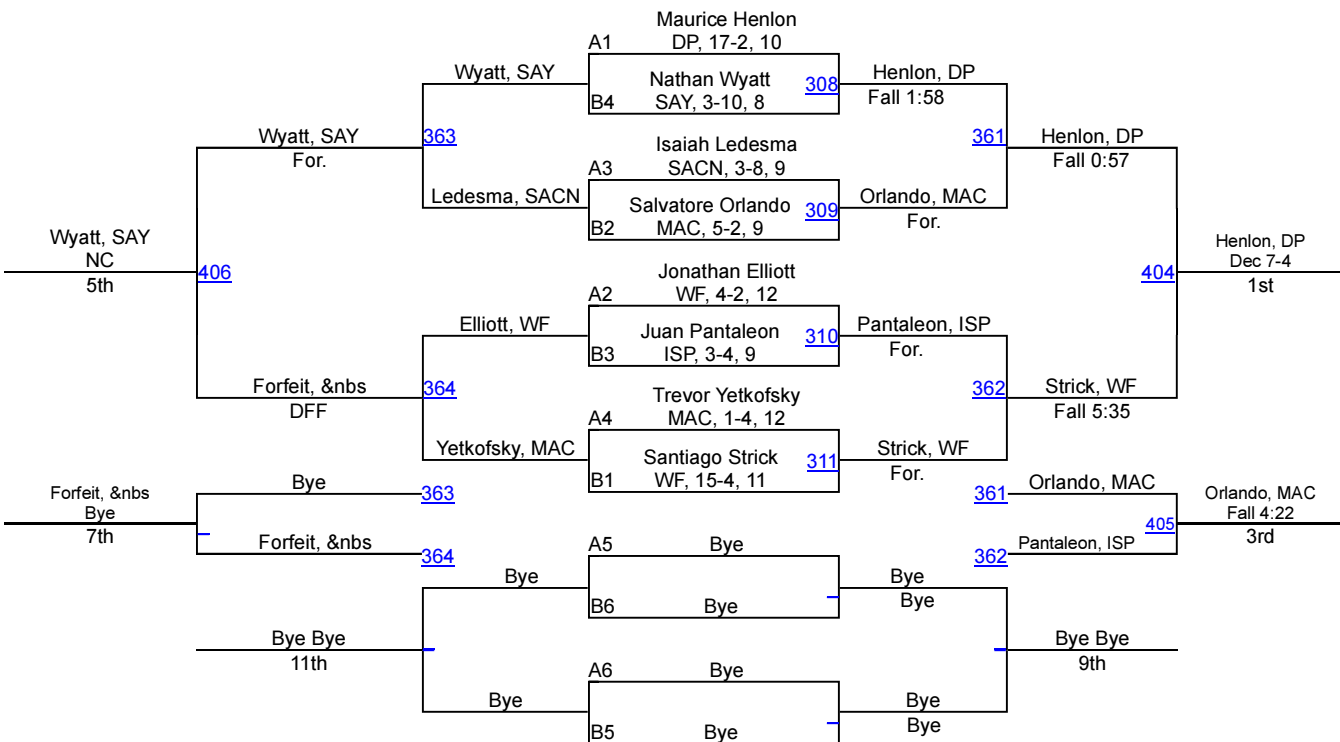 Maurice Henlon
A1 DP, 17-2, 10
Wyatt, SAY
Nathan Wyatt
308
Henlon, DP
Fall 1:58
B4 SAY, 3-10, 8
Wyatt, SAY
For.
363
361
Henlon, DP
Fall 0:57
Isaiah Ledesma
A3 SACN, 3-8, 9
Ledesma, SACN
Salvatore Orlando
309
Orlando, MAC
For.
B2 MAC, 5-2, 9
Wyatt, SAY
NC
5th
406
404
Henlon, DP
Dec 7-4
1st
Jonathan Elliott
A2 WF, 4-2, 12
Elliott, WF
Juan Pantaleon
310
Pantaleon, ISP
For.
B3 ISP, 3-4, 9
Forfeit, &nbs
DFF
364
362
Strick, WF
Fall 5:35
Trevor Yetkofsky
A4 MAC, 1-4, 12
Yetkofsky, MAC
Santiago Strick
311
Strick, WF
For.
B1 WF, 15-4, 11
Bye
363
361
Orlando, MAC
Forfeit, &nbs
Bye
7th
405
Orlando, MAC
Fall 4:22
3rd
Forfeit, &nbs
364
362
Pantaleon, ISP
A5 Bye
Bye
Bye
Bye
B6 Bye
Bye Bye
11th
Bye Bye
9th
A6 Bye
Bye
Bye
Bye
B5 Bye